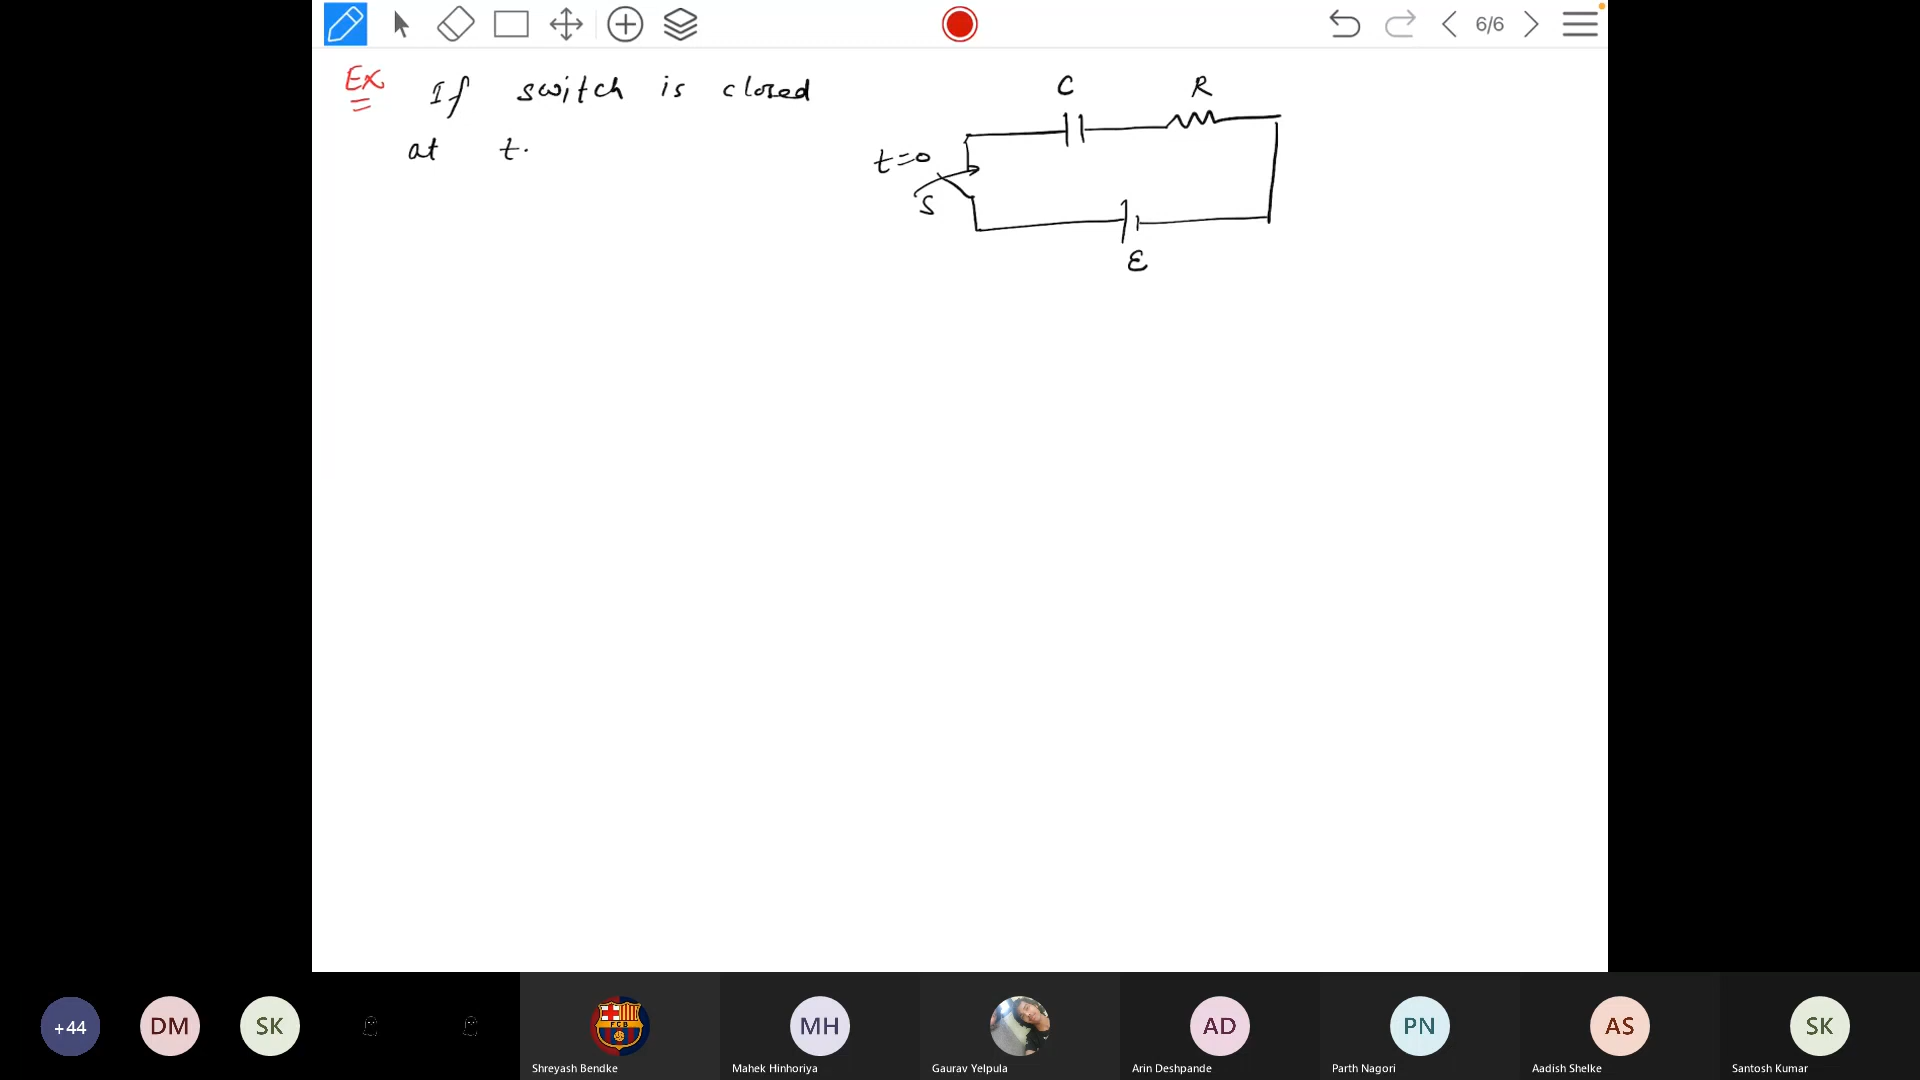 6/6
Ex If switch is closed
at t.
C R
t=0
S
ε
+44 DM SK FCB MH AD PN AS SK
Shreyash Bendke Mahek Hinhoriya Gaurav Yelpula Arin Deshpande Parth Nagori Aadish Shelke Santosh Kumar